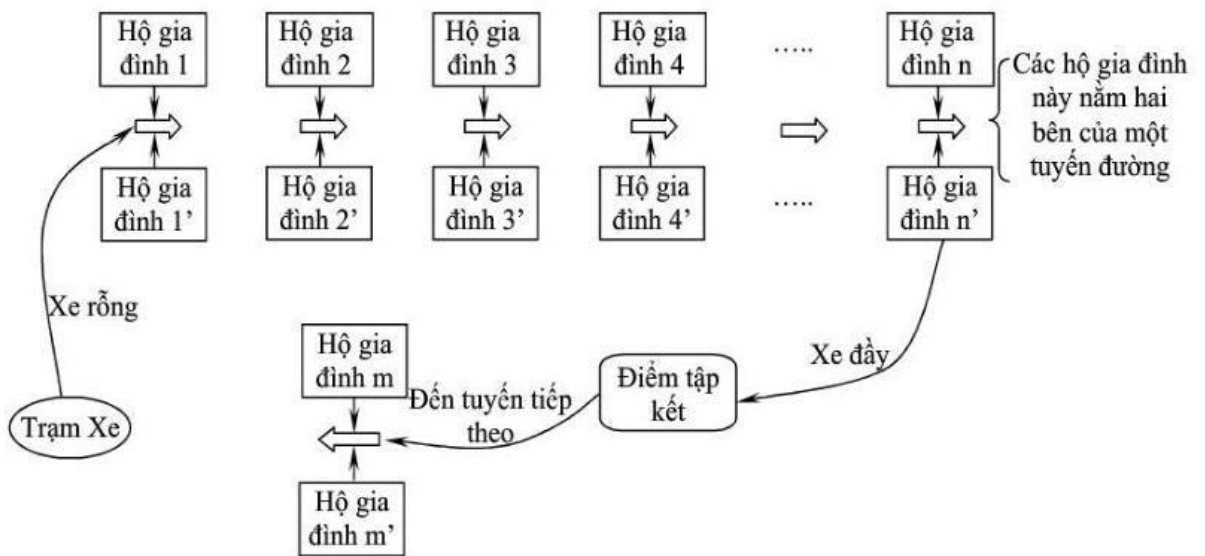 Hộ gia
đình 1
Hộ gia
đình 2
Hộ gia
đình 3
Hộ gia
đình 4
.....
Hộ gia
đình n
Các hộ gia đình
này nằm hai
bên của một
tuyến đường
Hộ gia
đình 1’
Hộ gia
đình 2’
Hộ gia
đình 3’
Hộ gia
đình 4’
.....
Hộ gia
đình n’
Xe rỗng
Trạm Xe
Hộ gia
đình m
Đến tuyến tiếp
theo
Điểm tập
kết
Xe đầy
Hộ gia
đình m’